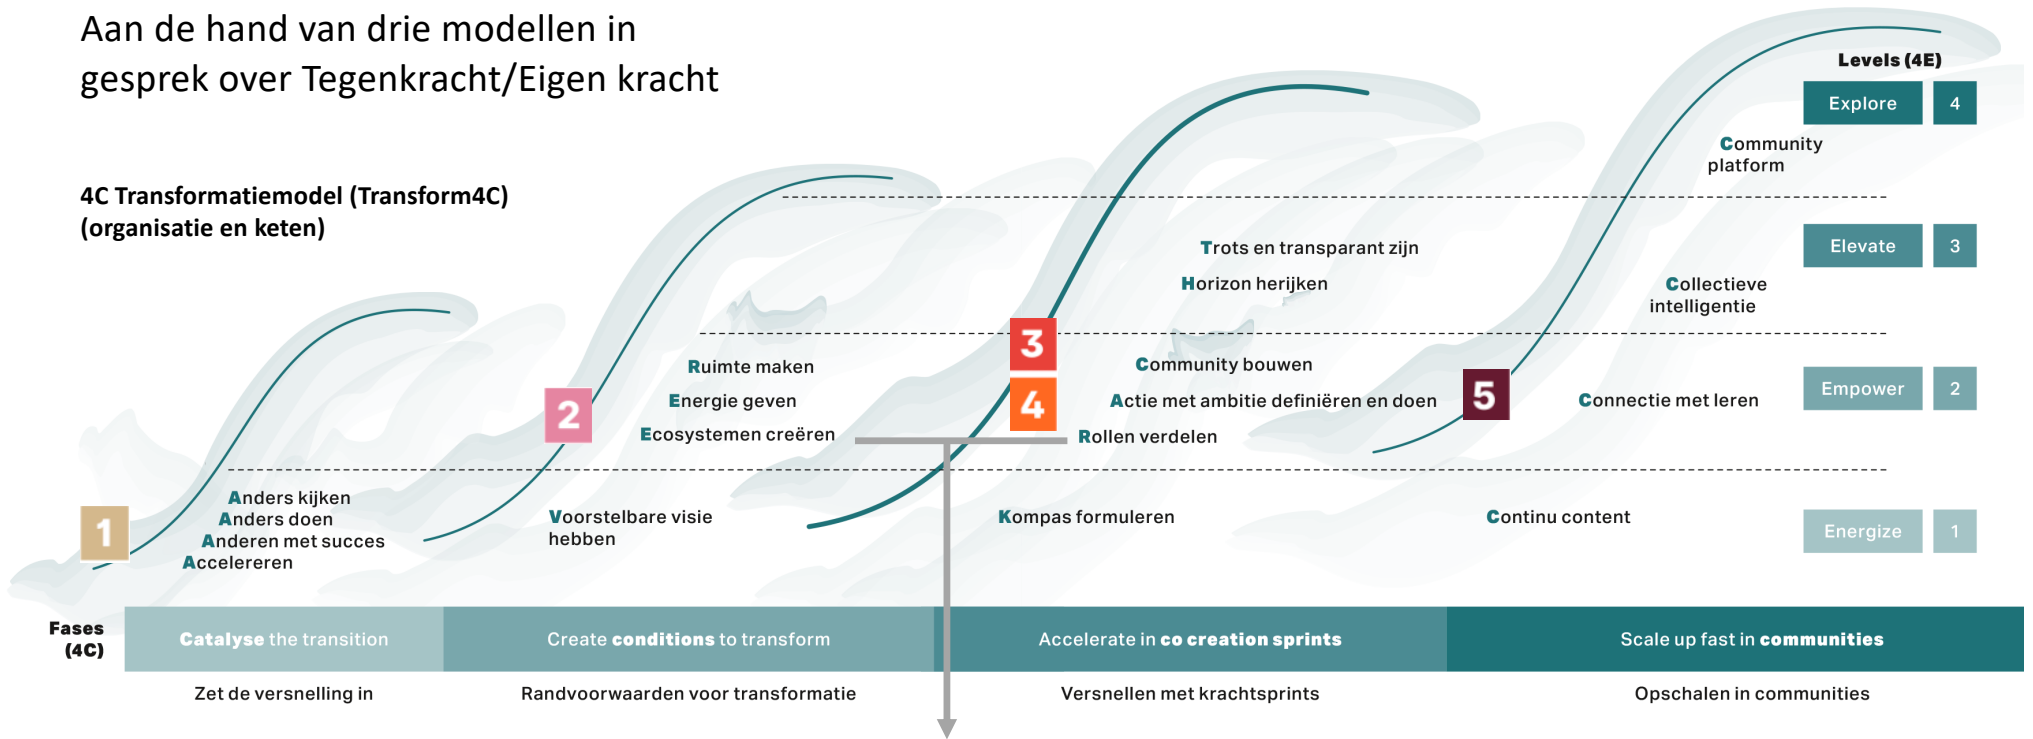 Aan de hand van drie modellen in
gesprek over Tegenkracht/Eigen kracht
4C Transformatiemodel (Transform4C)
(organisatie en keten)
Levels (4E)
Explore 4
Community
platform
Elevate 3
Trots en transparant zijn
Horizon herijken
Collectieve
intelligentie
Empower 2
Ruimte maken
Energie geven
Ecosystemen creëren
2
3
4
Community bouwen
Actie met ambitie definiëren en doen
Rollen verdelen
5
Connectie met leren
Energize 1
1
Anders kijken
Anders doen
Anderen met succes
Accelereren
Voorstelbare visie
hebben
Kompas formuleren
Continu content
Fases
(4C)
Catalyse the transition
Create conditions to transform
Accelerate in co creation sprints
Scale up fast in communities
Zet de versnelling in
Randvoorwaarden voor transformatie
Versnellen met krachtsprints
Opschalen in communities